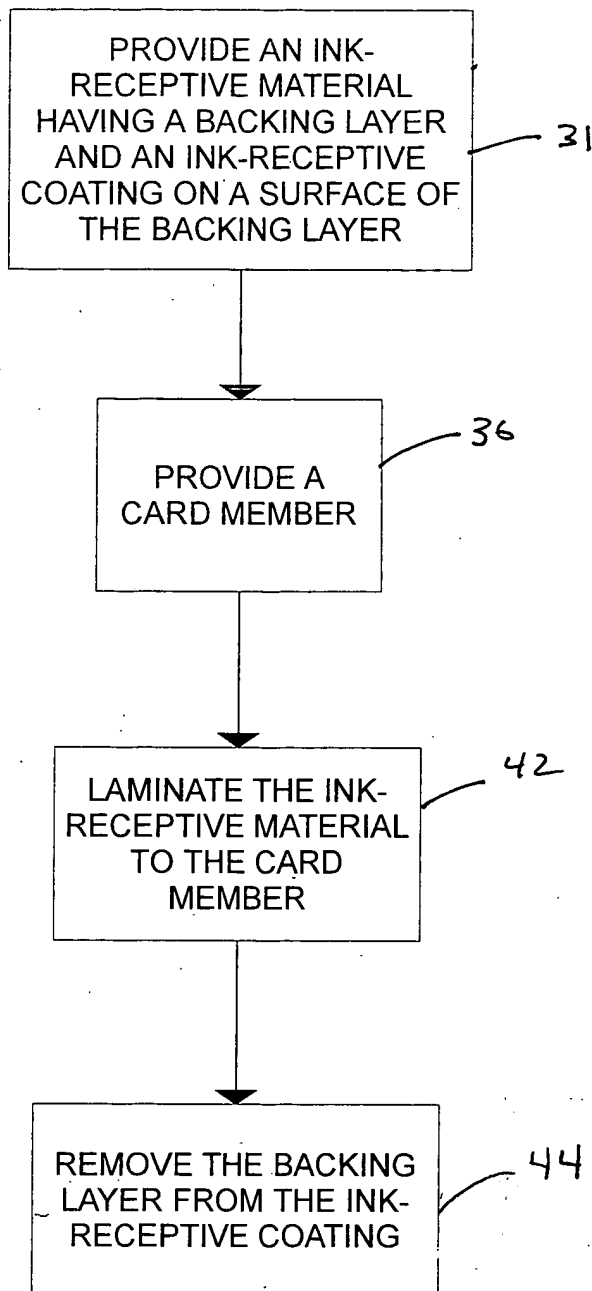 PROVIDE AN INK-
RECEPTIVE MATERIAL
HAVING A BACKING LAYER
AND AN INK-RECEPTIVE
COATING ON A SURFACE OF
THE BACKING LAYER
31
PROVIDE A
CARD MEMBER
36
LAMINATE THE INK-
RECEPTIVE MATERIAL
TO THE CARD
MEMBER
42
REMOVE THE BACKING
LAYER FROM THE INK-
RECEPTIVE COATING
44